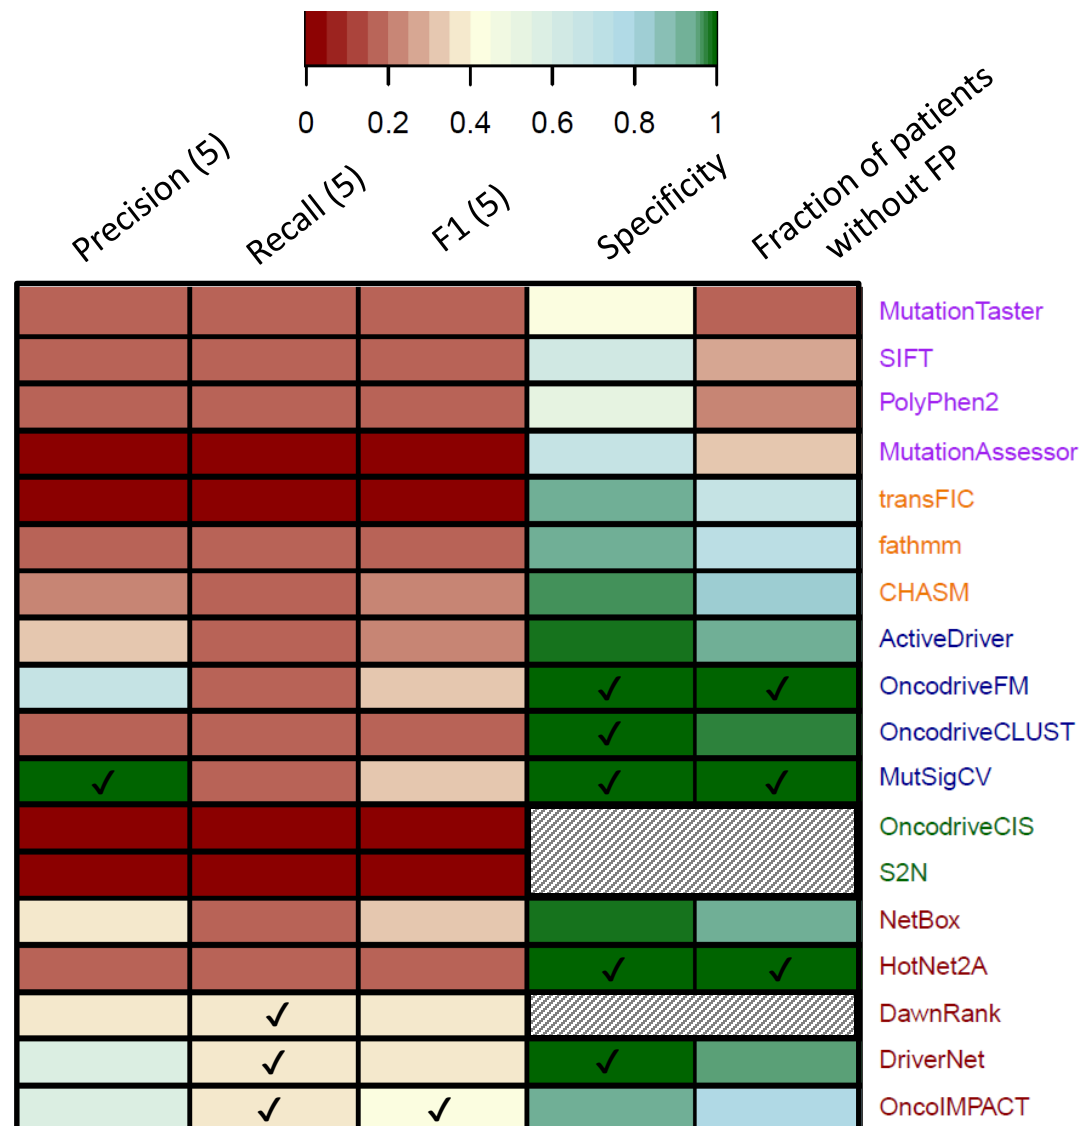 0 0.2 0.4 0.6 0.8 1
Precision (5)
Recall (5)
F1 (5)
Specificity
Fraction of patients
without FP
MutationTaster
SIFT
PolyPhen2
MutationAssessor
transFIC
fathmm
CHASM
ActiveDriver
OncodriveFM
OncodriveCLUST
MutSigCV
OncodriveCIS
S2N
NetBox
HotNet2A
DawnRank
DriverNet
OncoIMPACT